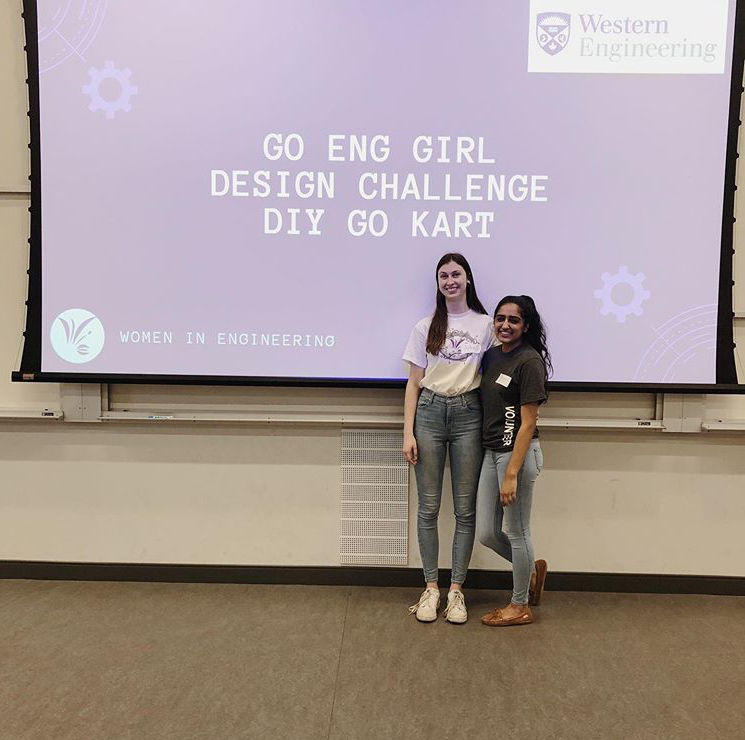 Western
Engineering
GO ENG GIRL
DESIGN CHALLENGE
DIY GO KART
WOMEN IN ENGINEERING
VOLUNTEER